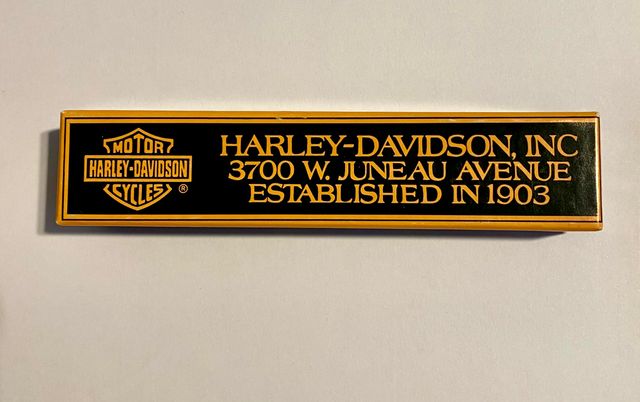 MOTOR
HARLEY-DAVIDSON
CYCLES ®
HARLEY-DAVIDSON, INC
3700 W. JUNEAU AVENUE
ESTABLISHED IN 1903